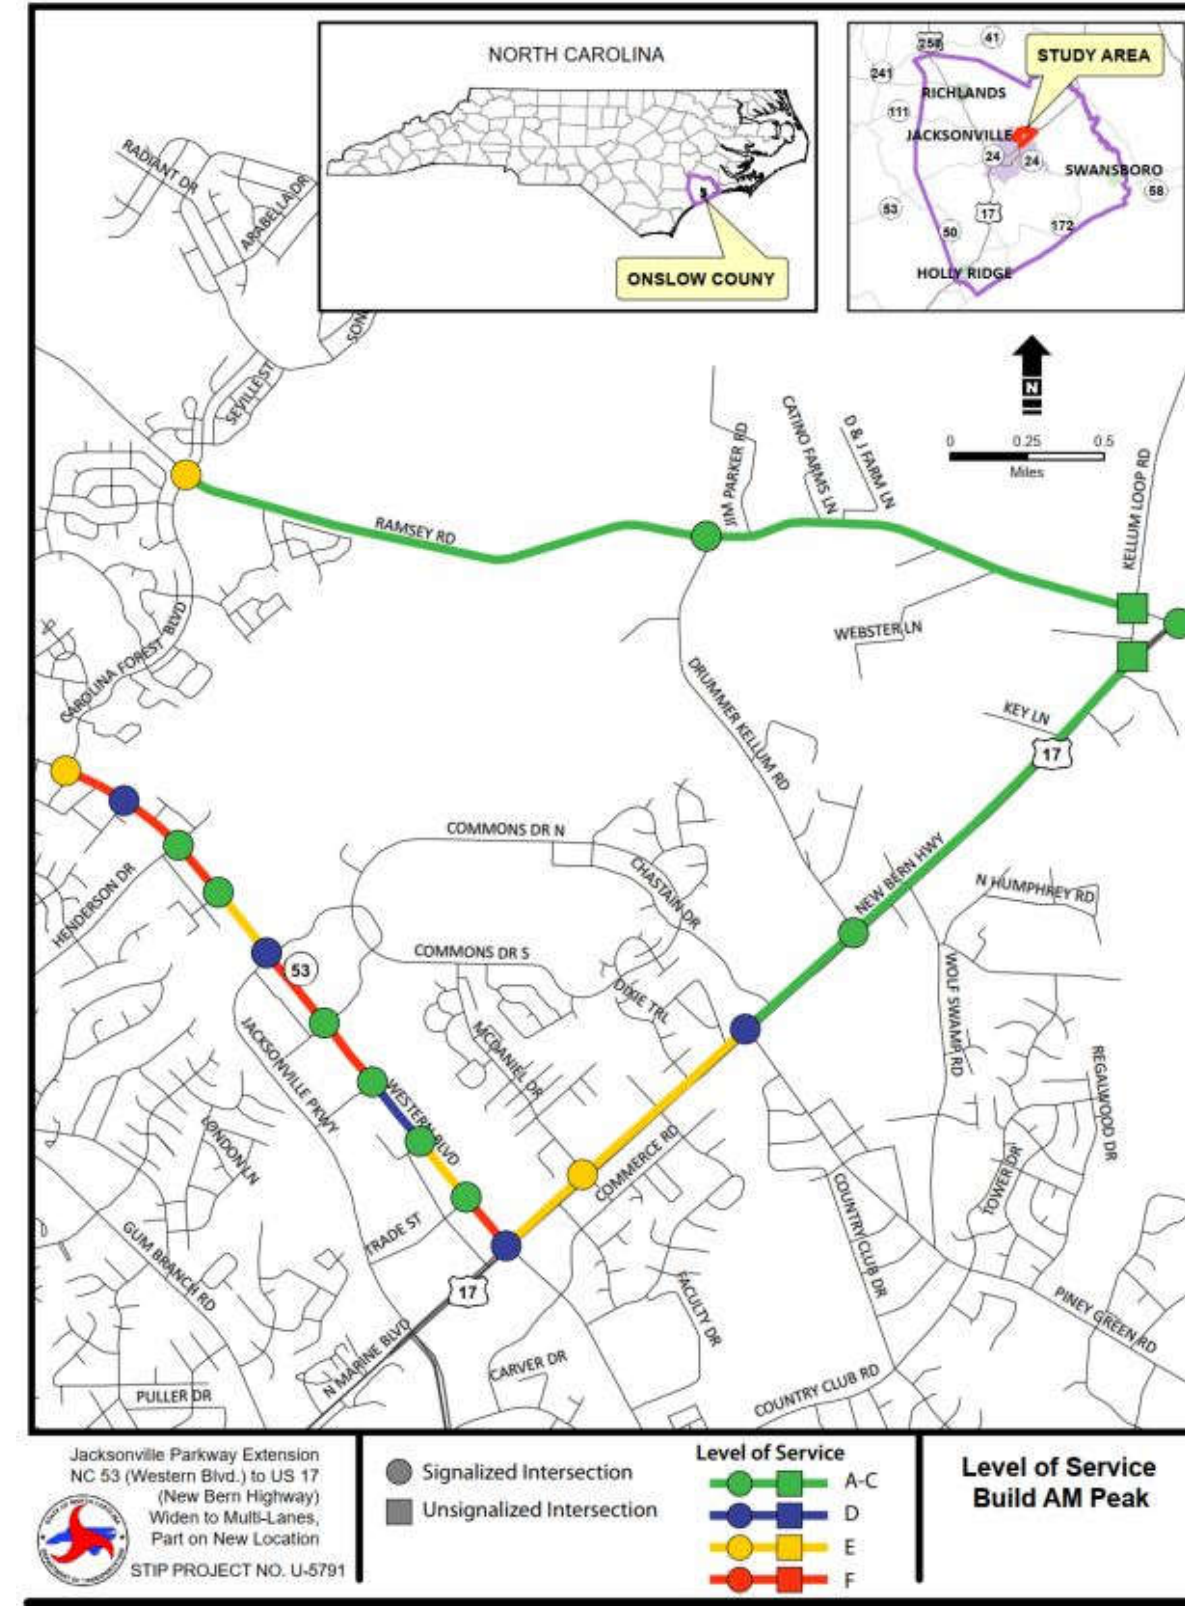 NORTH CAROLINA
ONSLOW COUNY
258
41
STUDY AREA
241
RICHLANDS
111
JACKSONVILLE
24
24
SWANSBORO
58
53
17
50
172
HOLLY RIDGE
N
0 0.25 0.5
Miles
RADIANT DR
ARABELLA DR
SEVILLE ST
RAMSEY RD
JIM PARKER RD
CATINO FARMS LN
D & J FARM LN
KELLUM LOOP RD
CAROLINA FOREST BLVD
WEBSTER LN
DRUMMER KELLUM RD
KEY LN
17
COMMONS DR N
CHASTAIN DR
NEW BERN HWY
N HUMPHREY RD
HENDERSON DR
53
COMMONS DR S
DIXIE TRL
WOLF SWAMP RD
JACKSONVILLE PKWY
MCDANIEL DR
WESTERN BLVD
REGALWOOD DR
LONDON LN
COMMERCE RD
TOWER DR
COUNTRY CLUB DR
TRADE ST
GUM BRANCH RD
17
FACULTY DR
PINEY GREEN RD
N MARINE BLVD
CARVER DR
COUNTRY CLUB RD
PULLER DR
Jacksonville Parkway Extension
NC 53 (Western Blvd.) to US 17
(New Bern Highway)
Widen to Multi-Lanes,
Part on New Location
STIP PROJECT NO. U-5791
Signalized Intersection
Unsignalized Intersection
Level of Service
A-C
D
E
F
Level of Service
Build AM Peak